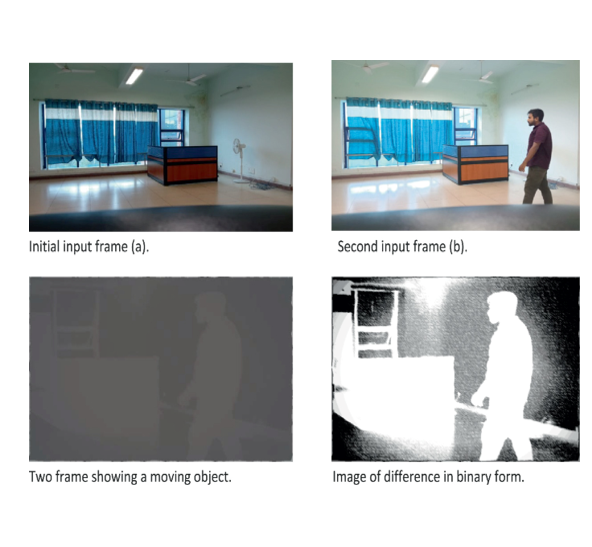 Initial input frame (a).
Second input frame (b).
Two frame showing a moving object.
Image of difference in binary form.